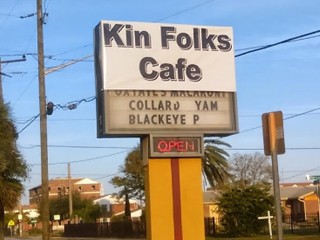 Kin Folks
Cafe
OXTAILS MACARONI
COLLARD YAM
BLACKEYE P
OPEN